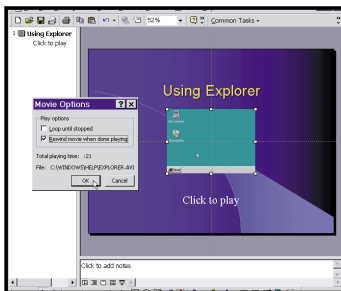 52%
Common Tasks
1
Using Explorer
Click to play
Using Explorer
Movie Options
Play options
Loop until stopped
Rewind movie when done playing
Total playing time: :21
File: C:\WINDOWS\HELP\EXPLORER.AVI
OK
Cancel
Click to play
Click to add notes